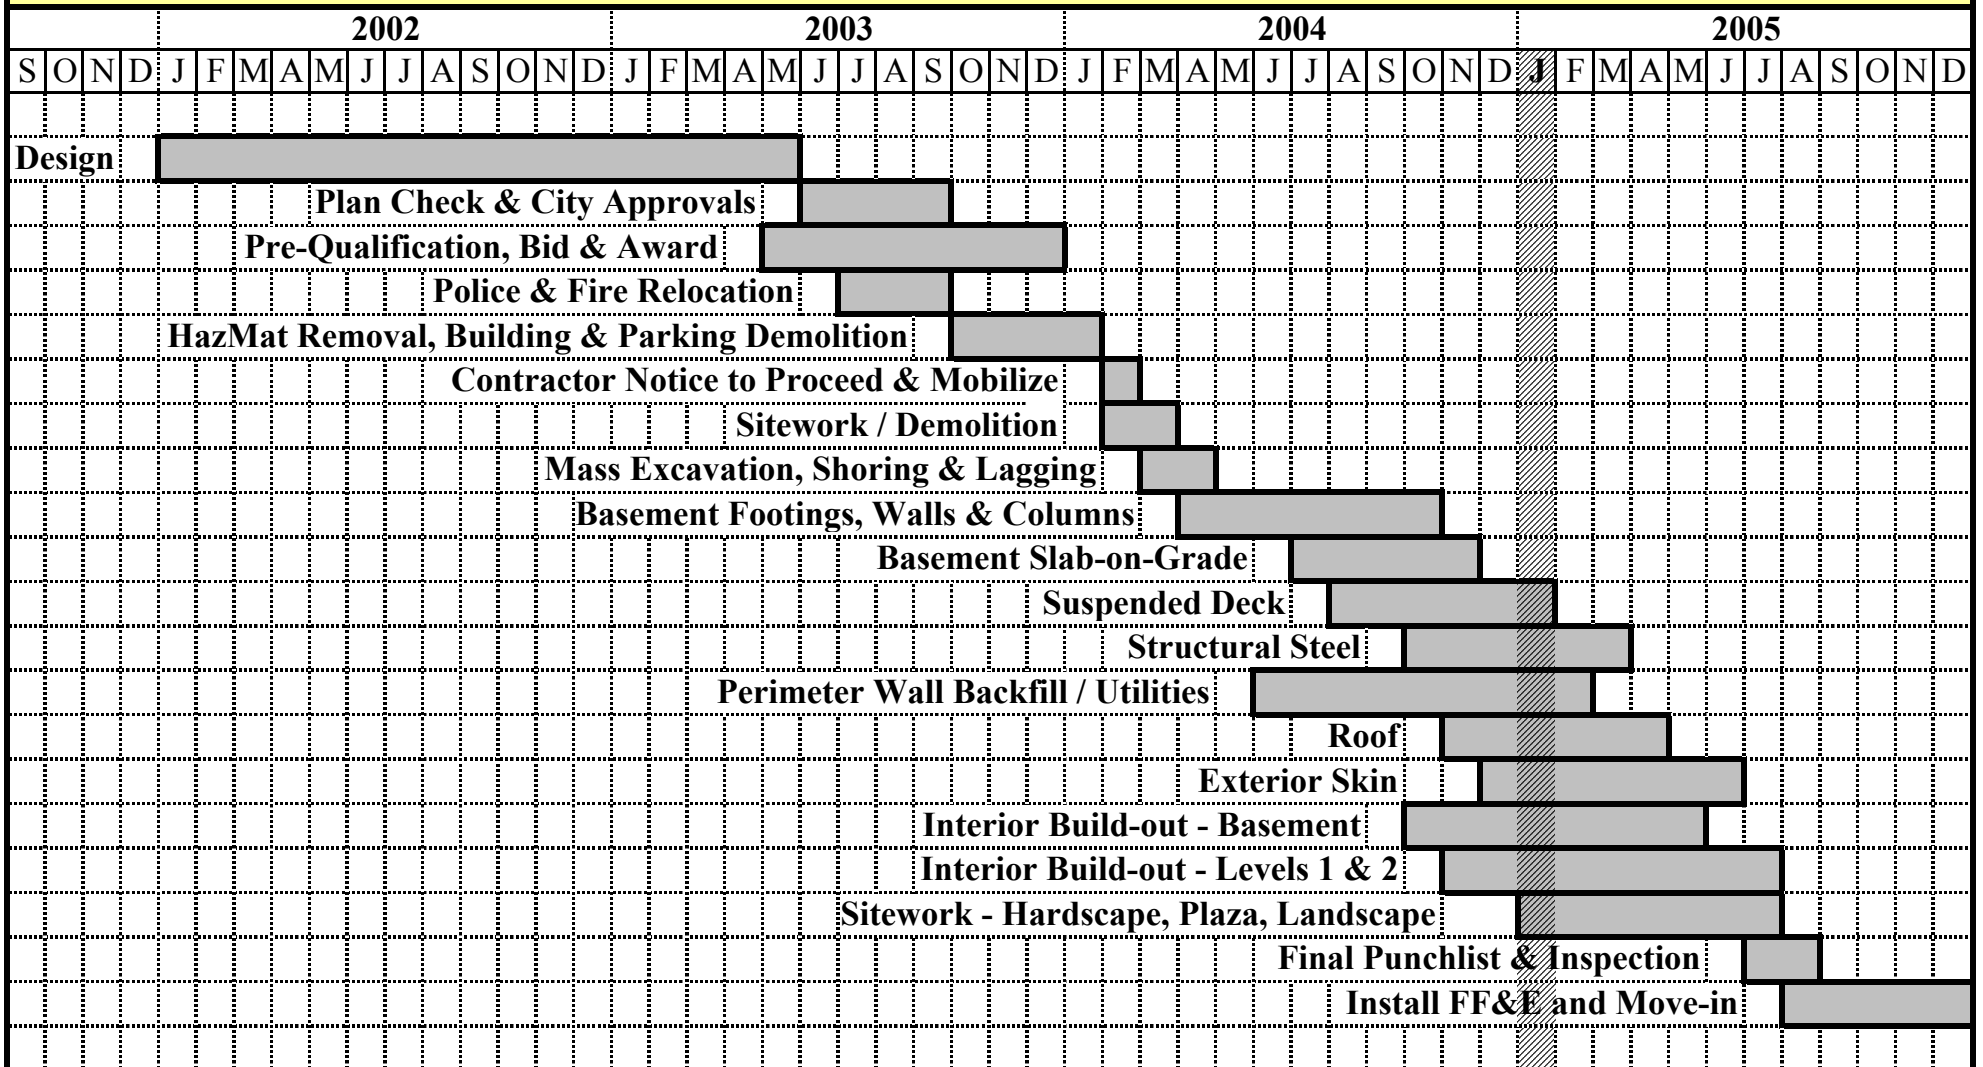 2002 2003 2004 2005
S O N D J F M A M J J A S O N D J F M A M J J A S O N D J F M A M J J A S O N D J F M A M J J A S O N D
Design
Plan Check & City Approvals
Pre-Qualification, Bid & Award
Police & Fire Relocation
HazMat Removal, Building & Parking Demolition
Contractor Notice to Proceed & Mobilize
Sitework / Demolition
Mass Excavation, Shoring & Lagging
Basement Footings, Walls & Columns
Basement Slab-on-Grade
Suspended Deck
Structural Steel
Perimeter Wall Backfill / Utilities
Roof
Exterior Skin
Interior Build-out - Basement
Interior Build-out - Levels 1 & 2
Sitework - Hardscape, Plaza, Landscape
Final Punchlist & Inspection
Install FF&E and Move-in